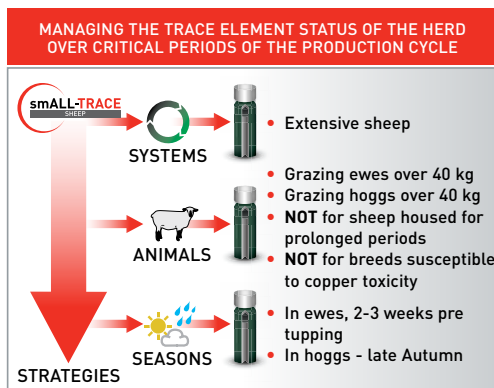 MANAGING THE TRACE ELEMENT STATUS OF THE HERD
OVER CRITICAL PERIODS OF THE PRODUCTION CYCLE
smALL-TRACE
SHEEP
SYSTEMS
• Extensive sheep
ANIMALS
• Grazing ewes over 40 kg
• Grazing hoggs over 40 kg
• NOT for sheep housed for
prolonged periods
• NOT for breeds susceptible
to copper toxicity
SEASONS
• In ewes, 2-3 weeks pre
tupping
• In hoggs - late Autumn
STRATEGIES